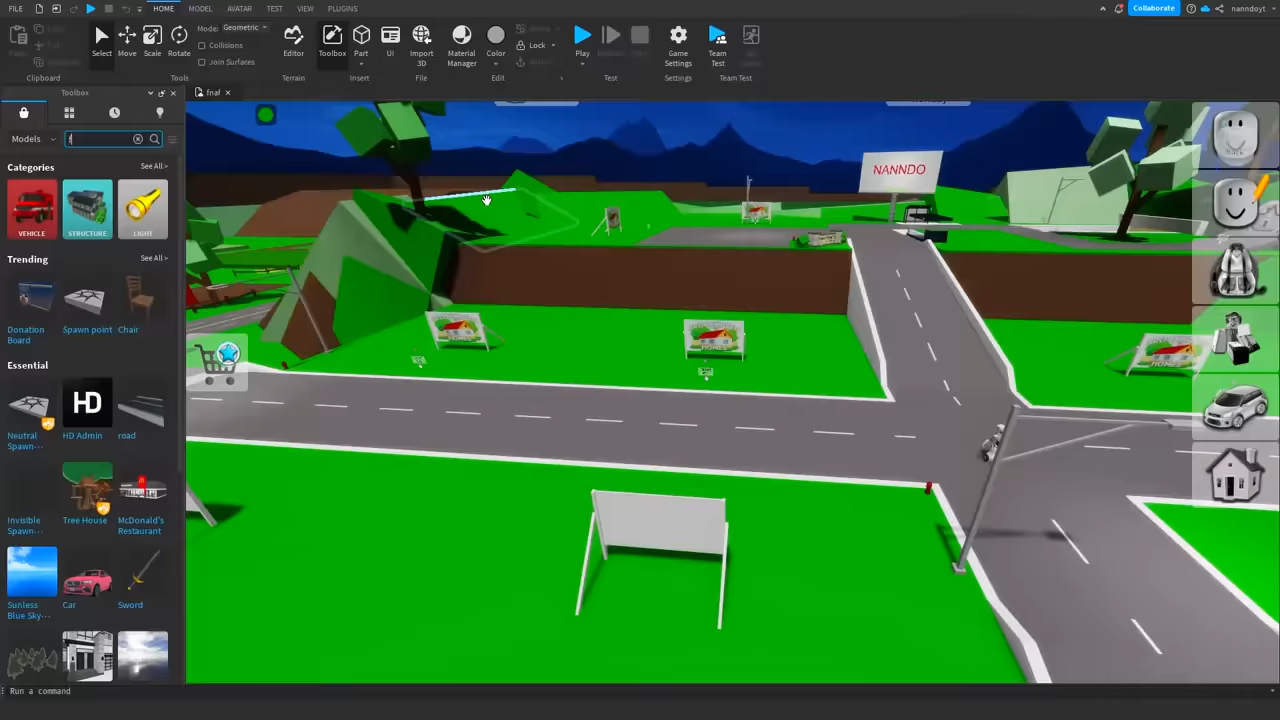 FILE
HOME
MODEL
AVATAR
TEST
VIEW
PLUGINS
Collaborate
nanndoyt
Mode: Geometric
Collisions
Join Surfaces
Select
Move
Scale
Rotate
Editor
Toolbox
Part
UI
Import
3D
Material
Manager
Color
Lock
Play
Game
Settings
Team
Test
Clipboard
Tools
Terrain
Insert
File
Edit
Test
Settings
Team Test
Toolbox
fnaf
Models
f
Categories
See All >
VEHICLE
STRUCTURE
LIGHT
Trending
See All >
Donation
Board
Spawn point
Chair
Essential
Neutral
Spawn···
HD
HD Admin
road
Invisible
Spawn···
Tree House
McDonald's
Restaurant
Sunless
Blue Sky···
Car
Sword
NANNDO
HOMES
HOMES
HOMES
Run a command